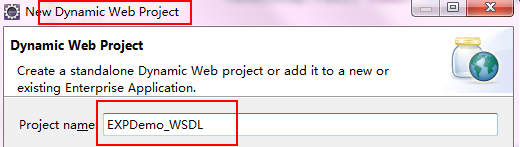 New Dynamic Web Project
Dynamic Web Project
Create a standalone Dynamic Web project or add it to a new or
existing Enterprise Application.
Project name: EXPDemo_WSDL